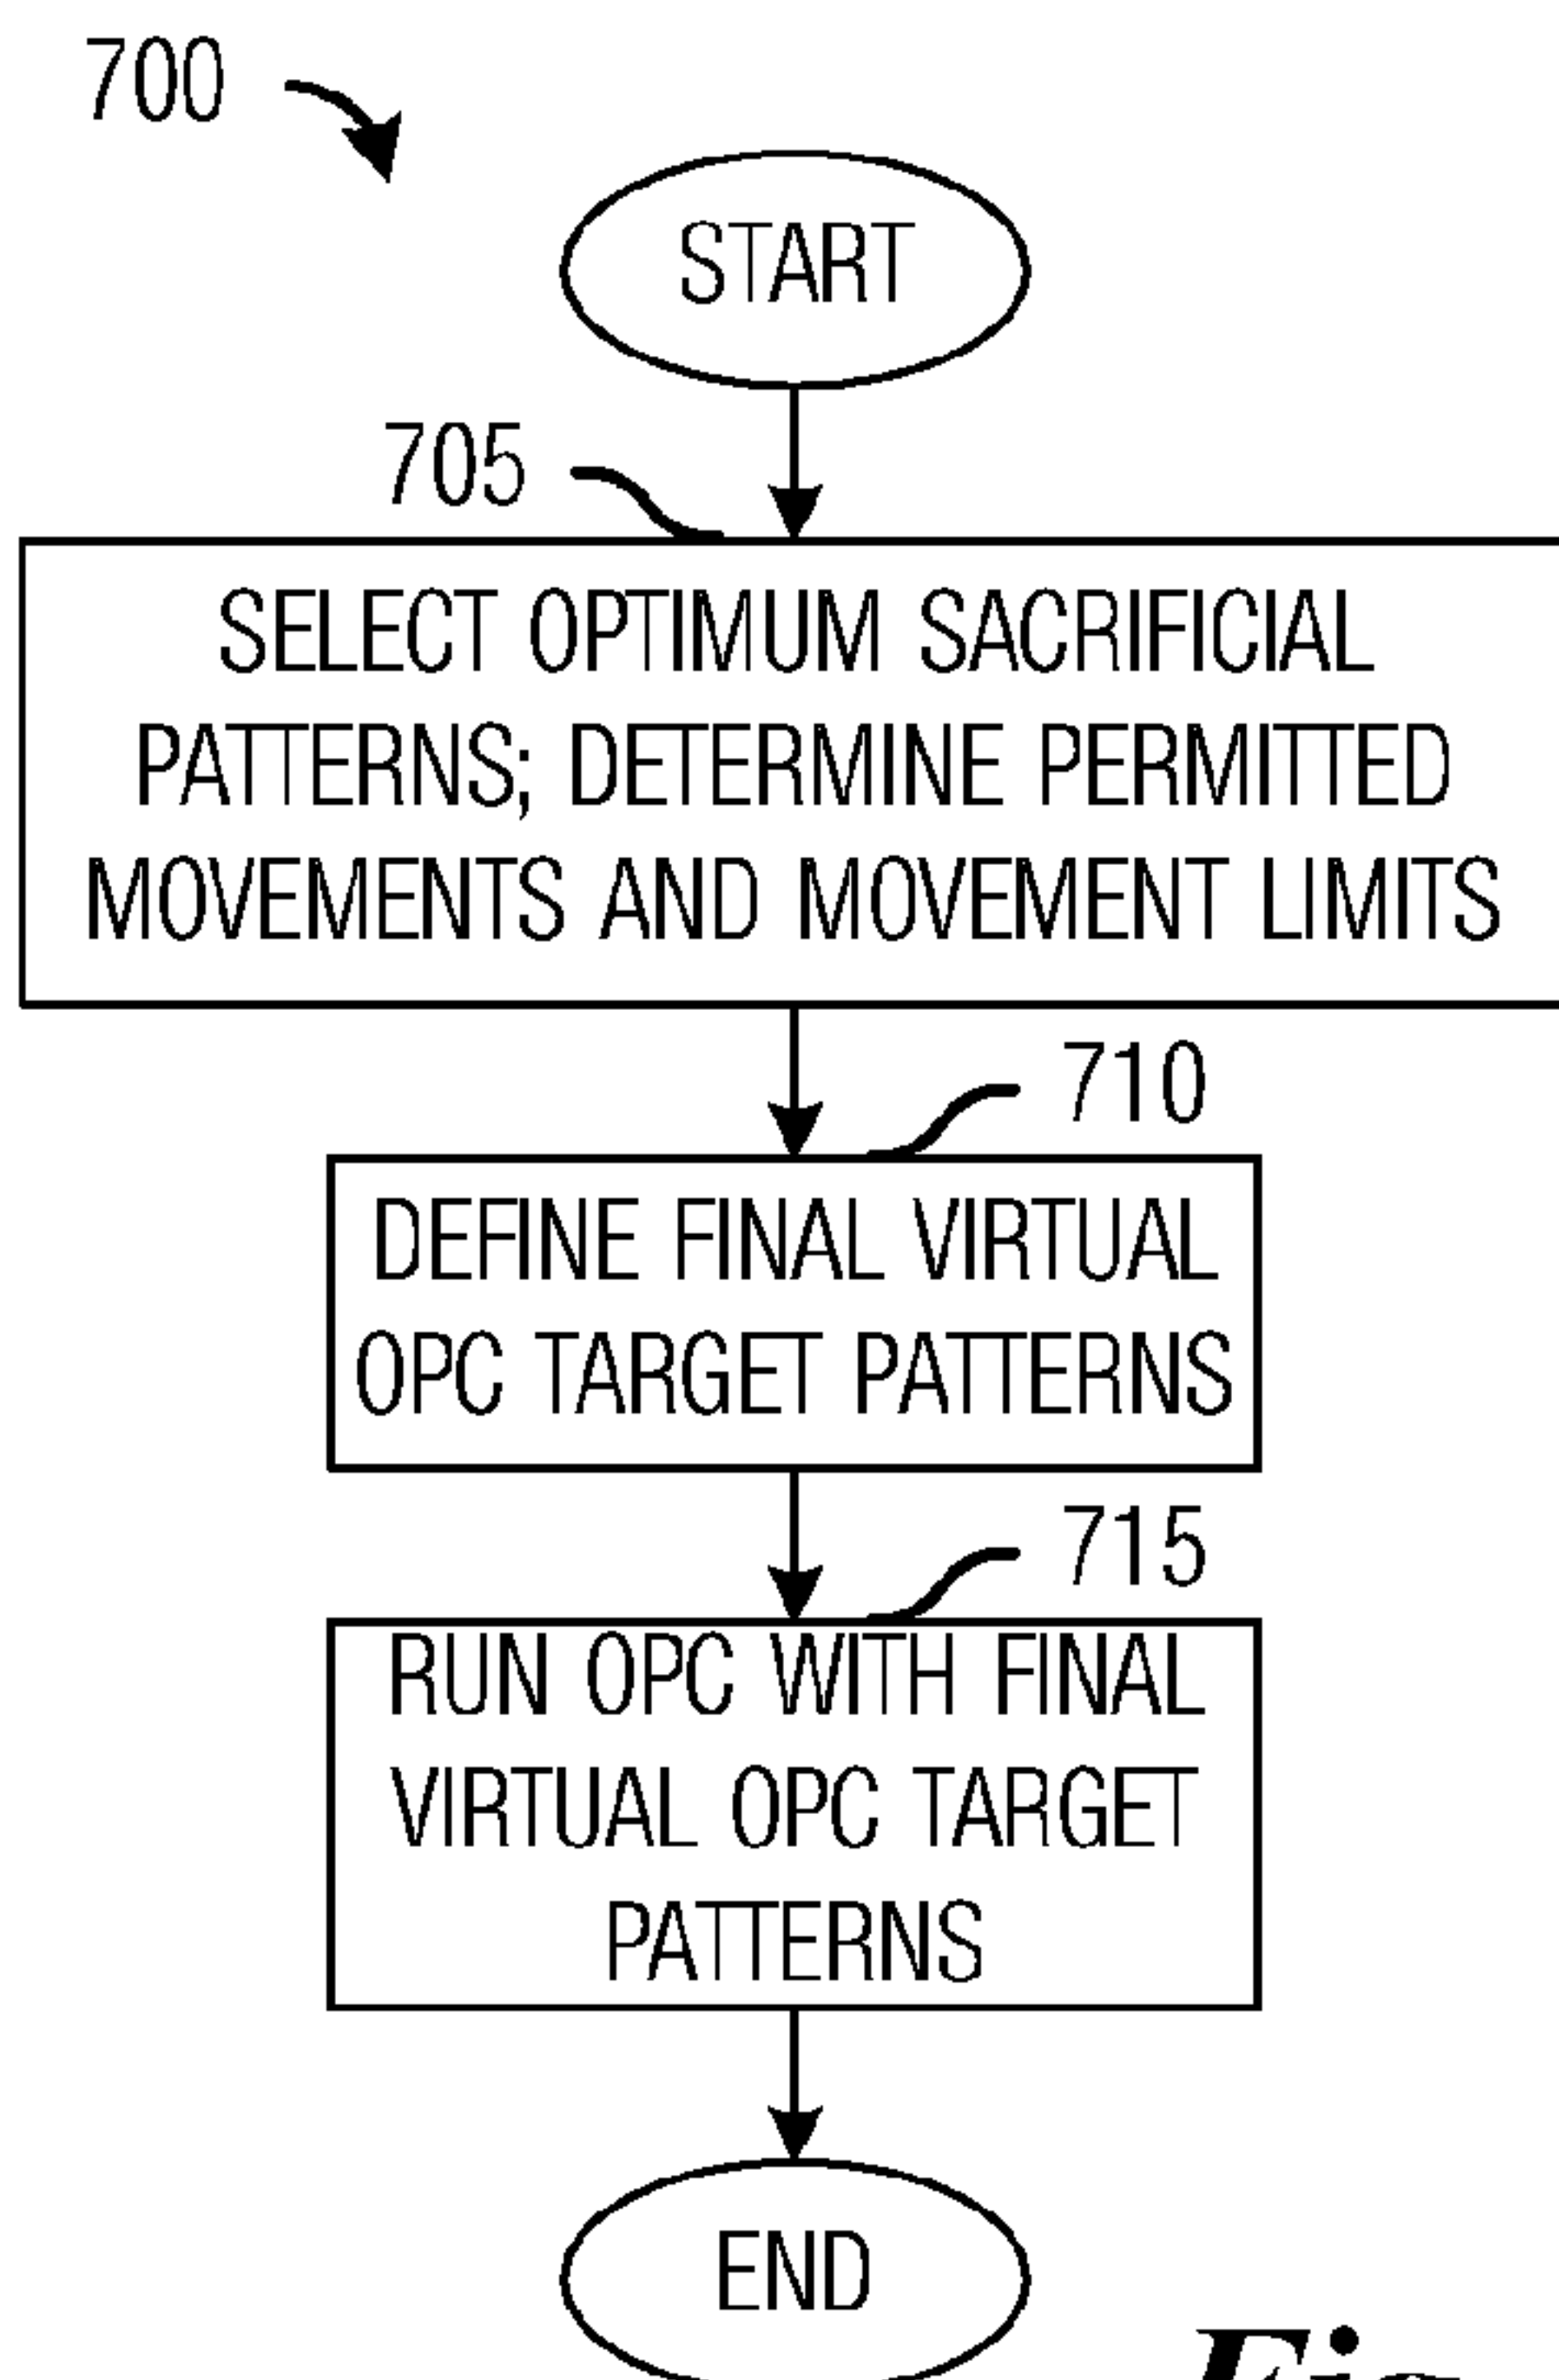 700
START
705
SELECT OPTIMUM SACRIFICIAL
PATTERNS; DETERMINE PERMITTED
MOVEMENTS AND MOVEMENT LIMITS
710
DEFINE FINAL VIRTUAL
OPC TARGET PATTERNS
715
RUN OPC WITH FINAL
VIRTUAL OPC TARGET
PATTERNS
END